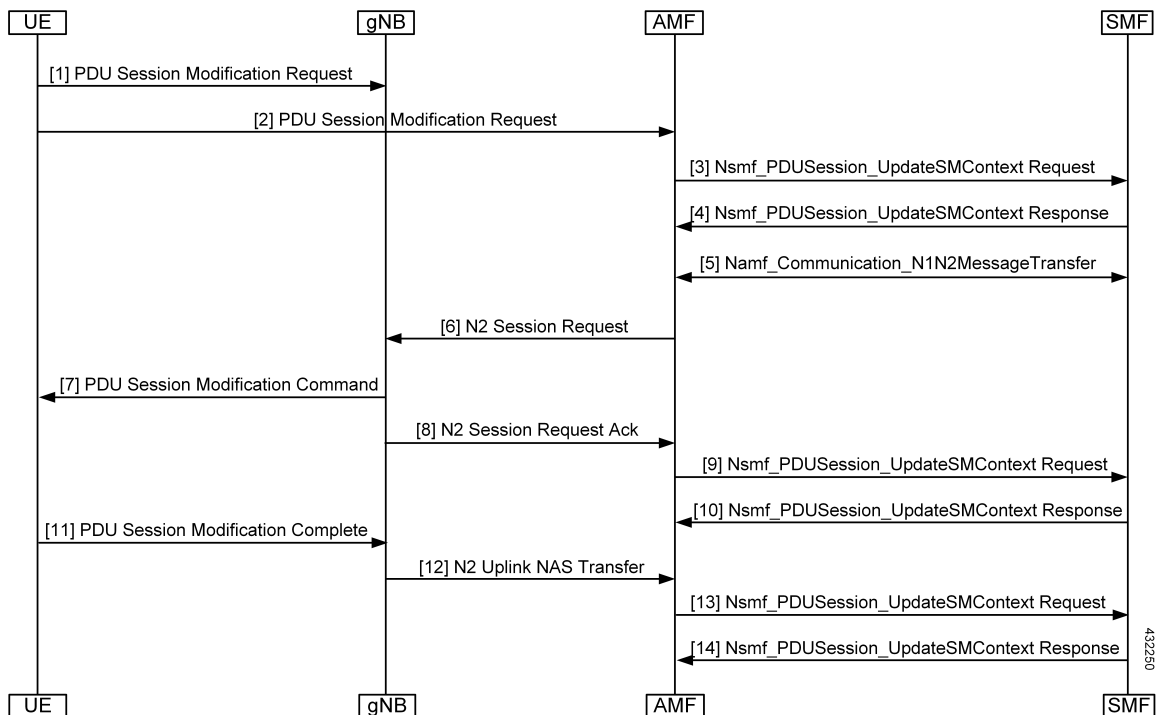 UE gNB AMF SMF
[1] PDU Session Modification Request
[2] PDU Session Modification Request
[3] Nsmf_PDUSession_UpdateSMContext Request
[4] Nsmf_PDUSession_UpdateSMContext Response
[5] Namf_Communication_N1N2MessageTransfer
[6] N2 Session Request
[7] PDU Session Modification Command
[8] N2 Session Request Ack
[9] Nsmf_PDUSession_UpdateSMContext Request
[10] Nsmf_PDUSession_UpdateSMContext Response
[11] PDU Session Modification Complete
[12] N2 Uplink NAS Transfer
[13] Nsmf_PDUSession_UpdateSMContext Request
[14] Nsmf_PDUSession_UpdateSMContext Response
432250
UE gNB AMF SMF